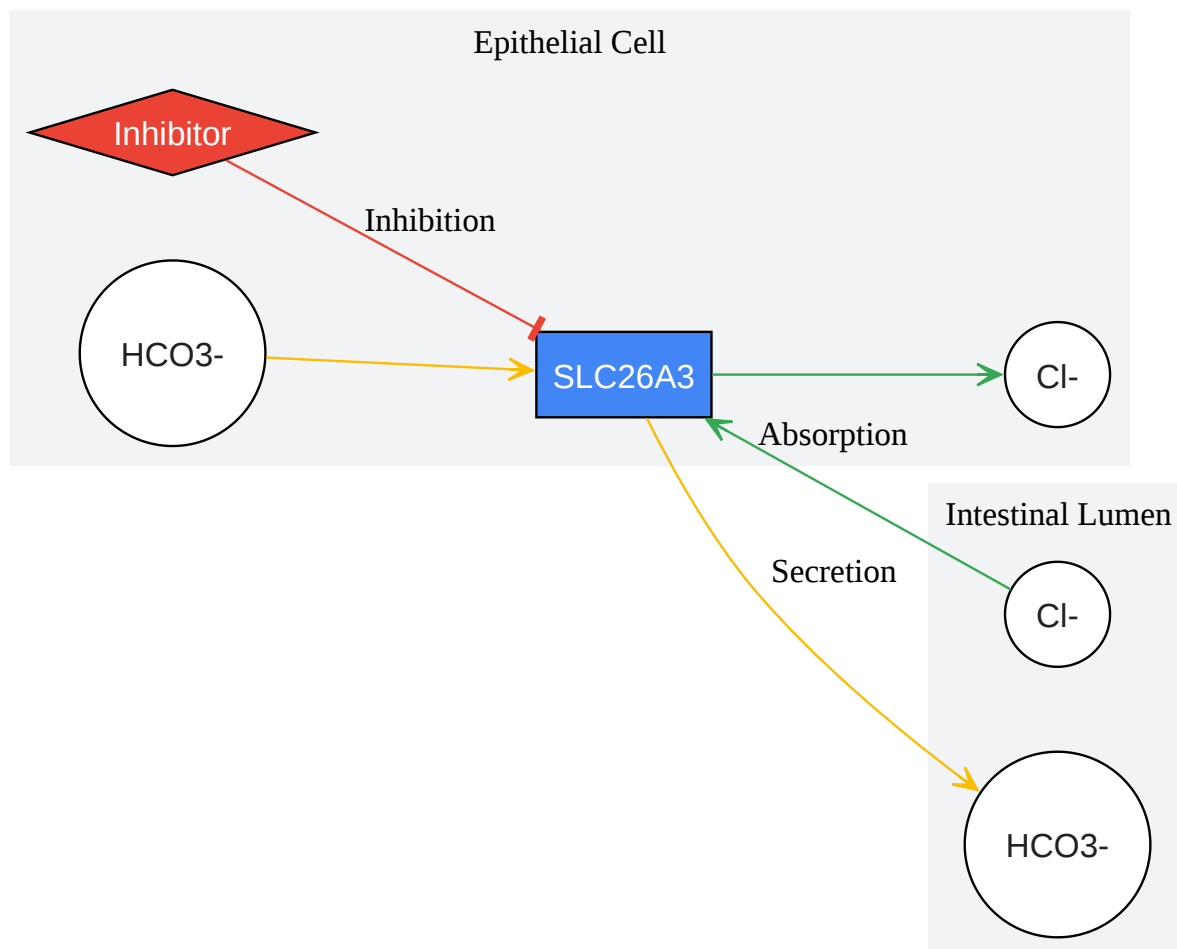 Epithelial Cell
Inhibitor
Inhibition
HCO3-
SLC26A3
Cl-
Absorption
Intestinal Lumen
Secretion
Cl-
HCO3-